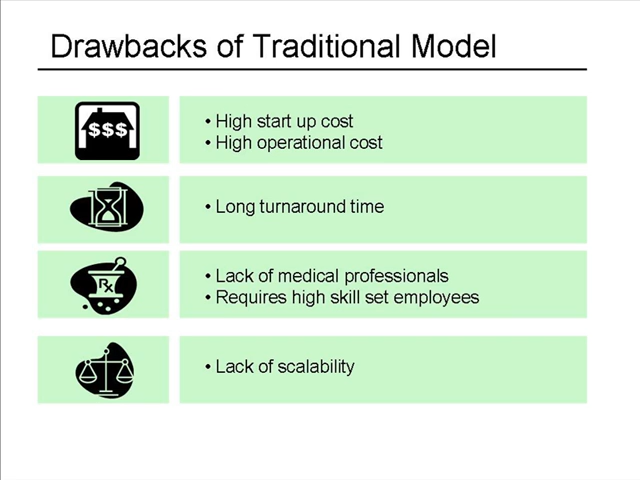 Drawbacks of Traditional Model
$$$
• High start up cost
• High operational cost
• Long turnaround time
Rx
• Lack of medical professionals
• Requires high skill set employees
• Lack of scalability